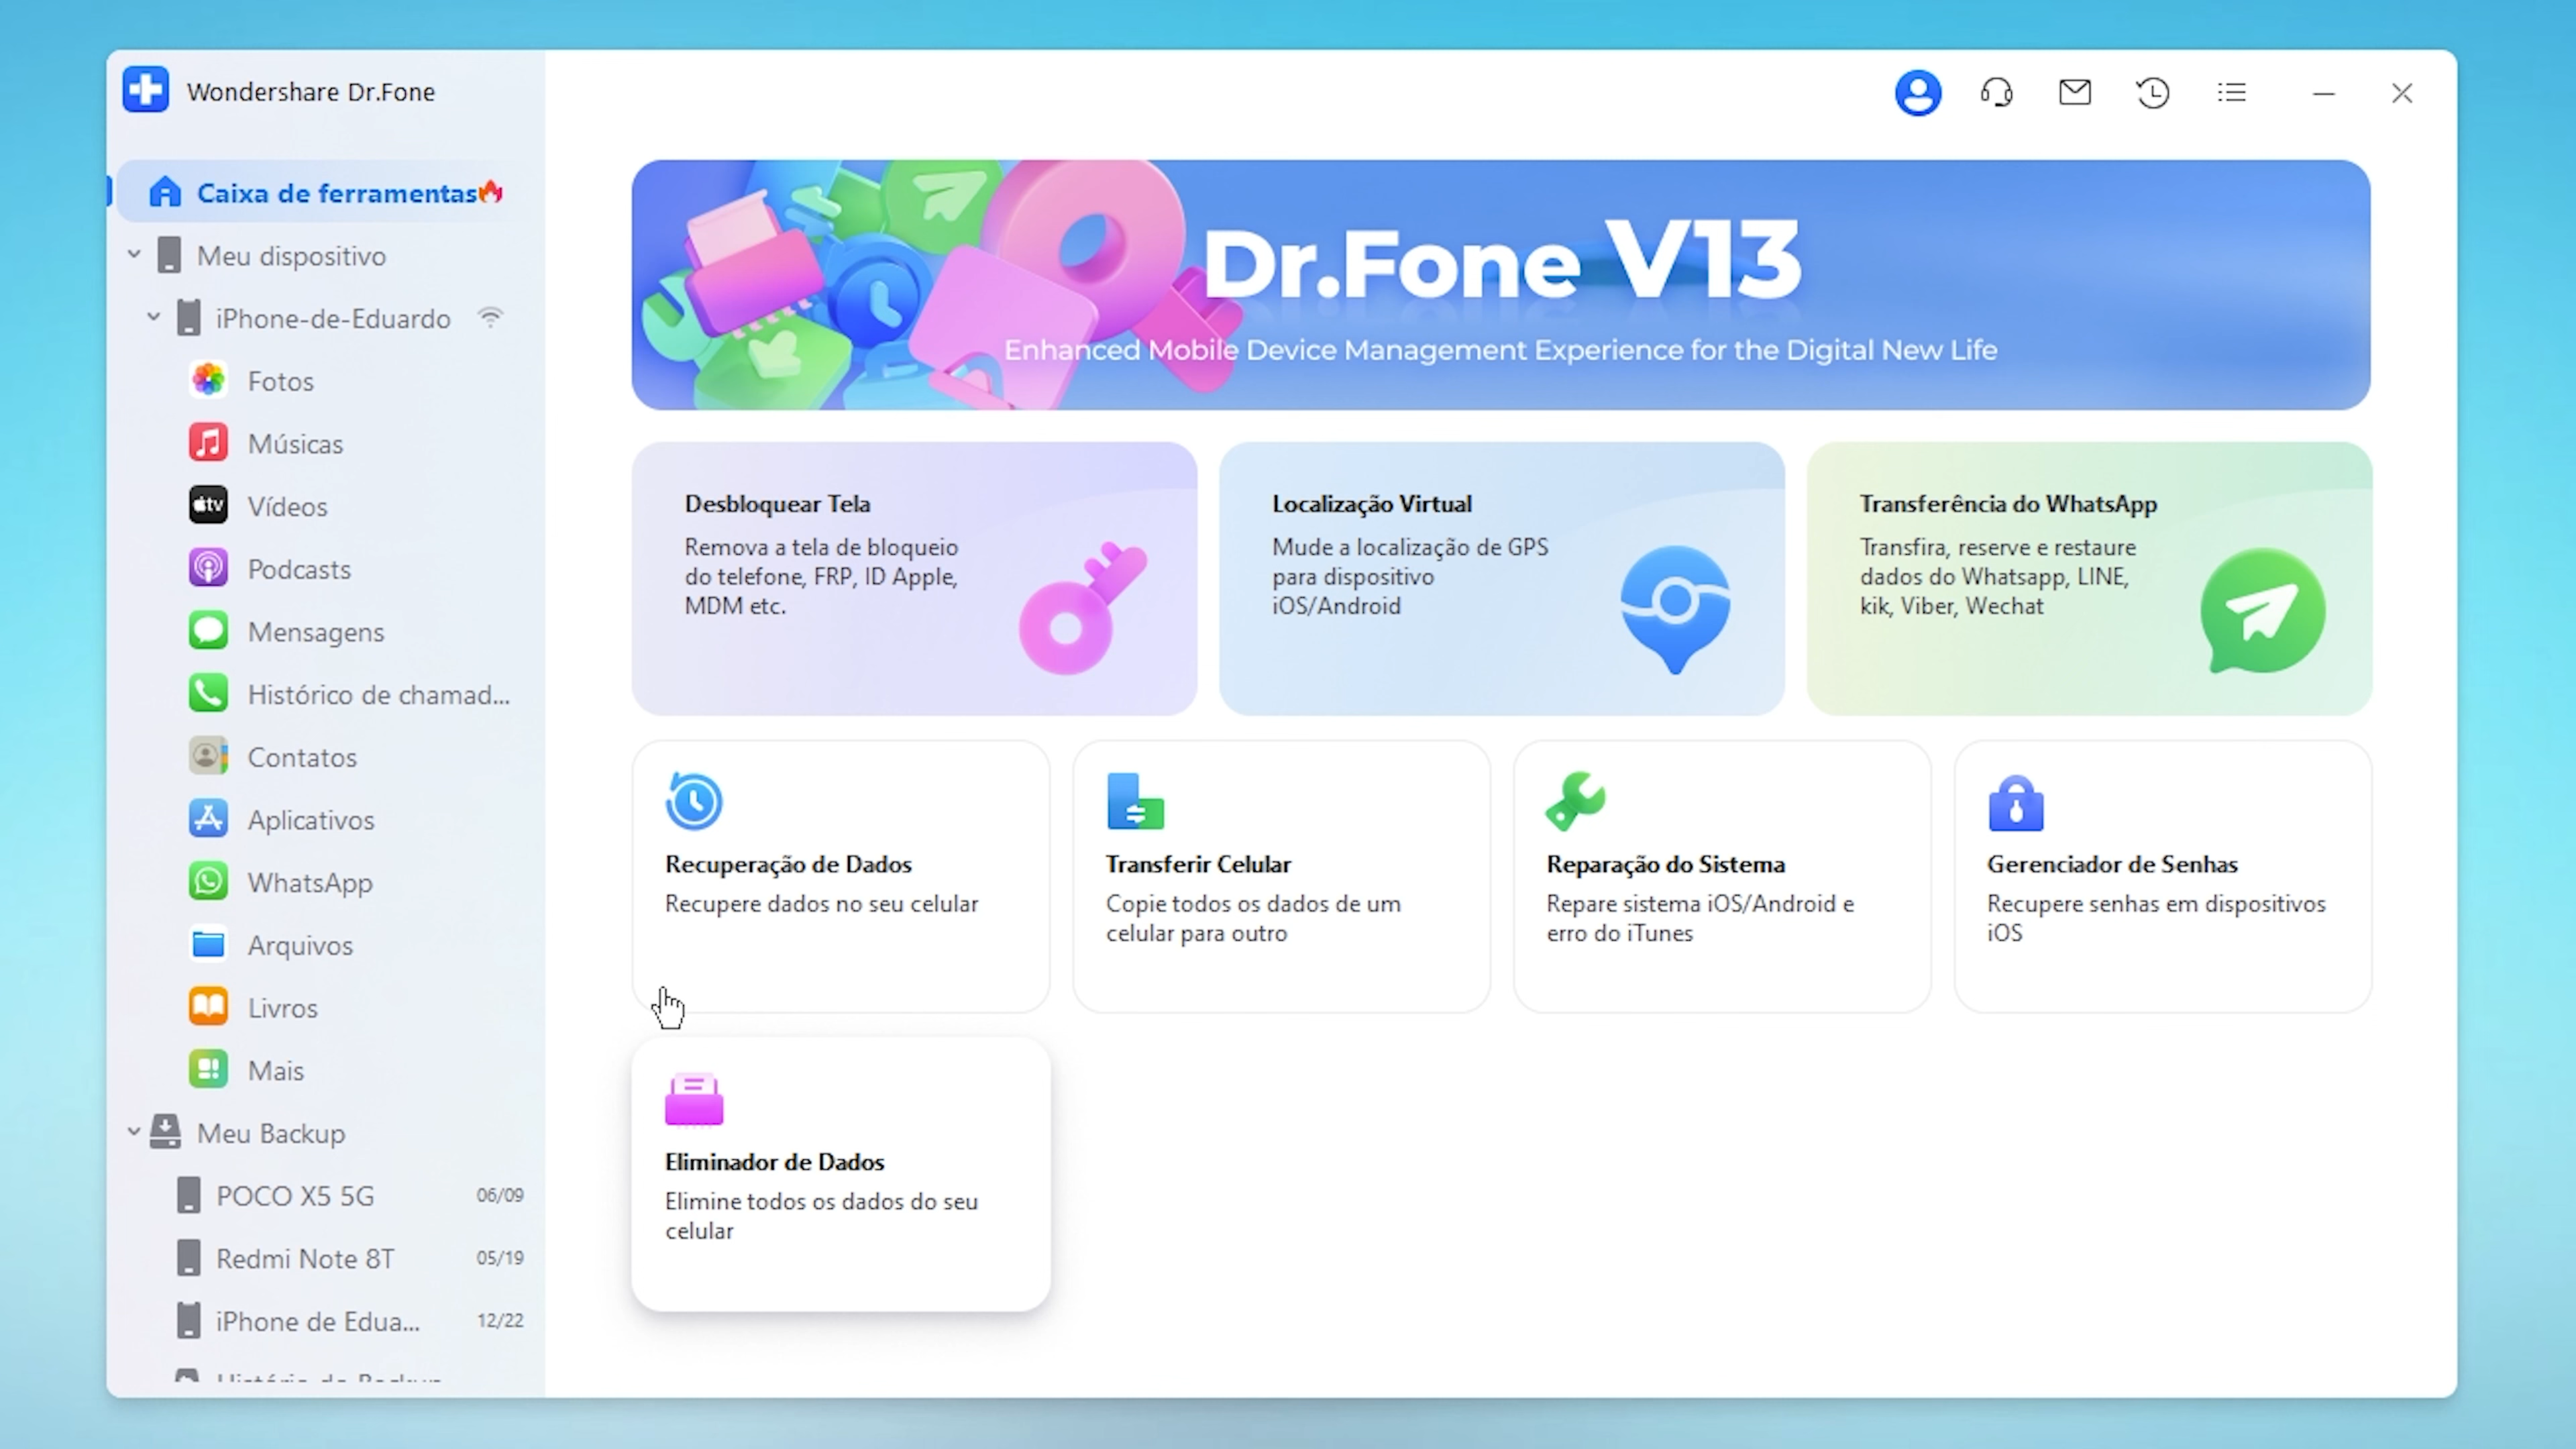 Wondershare Dr.Fone
Caixa de ferramentas
Meu dispositivo
iPhone-de-Eduardo
Fotos
Músicas
tv
Vídeos
Podcasts
Mensagens
Histórico de chamad...
Contatos
Aplicativos
WhatsApp
Arquivos
Livros
Mais
Meu Backup
POCO X5 5G 06/09
Redmi Note 8T 05/19
iPhone de Edua... 12/22
Dr.Fone V13
Enhanced Mobile Device Management Experience for the Digital New Life
Desbloquear Tela
Remova a tela de bloqueio
do telefone, FRP, ID Apple,
MDM etc.
Localização Virtual
Mude a localização de GPS
para dispositivo
iOS/Android
Transferência do WhatsApp
Transfira, reserve e restaure
dados do Whatsapp, LINE,
kik, Viber, Wechat
Recuperação de Dados
Recupere dados no seu celular
Transferir Celular
Copie todos os dados de um
celular para outro
Reparação do Sistema
Repare sistema iOS/Android e
erro do iTunes
Gerenciador de Senhas
Recupere senhas em dispositivos
iOS
Eliminador de Dados
Elimine todos os dados do seu
celular